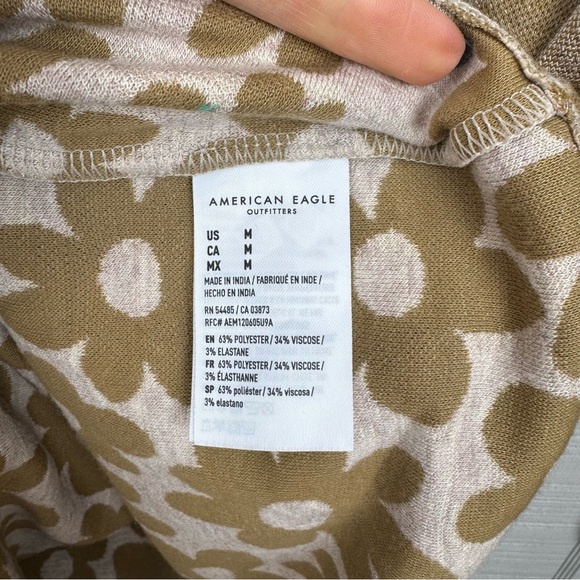 AMERICAN EAGLE
OUTFITTERS
US M
CA M
MX M
MADE IN INDIA / FABRIQUÉ EN INDE /
HECHO EN INDIA
RN 54485 / CA 03873
RFC# AEM120605U9A
EN 63% POLYESTER / 34% VISCOSE /
3% ELASTANE
FR 63% POLYESTER / 34% VISCOSE /
3% ÉLASTHANNE
SP 63% poliéster / 34% viscosa /
3% elastano